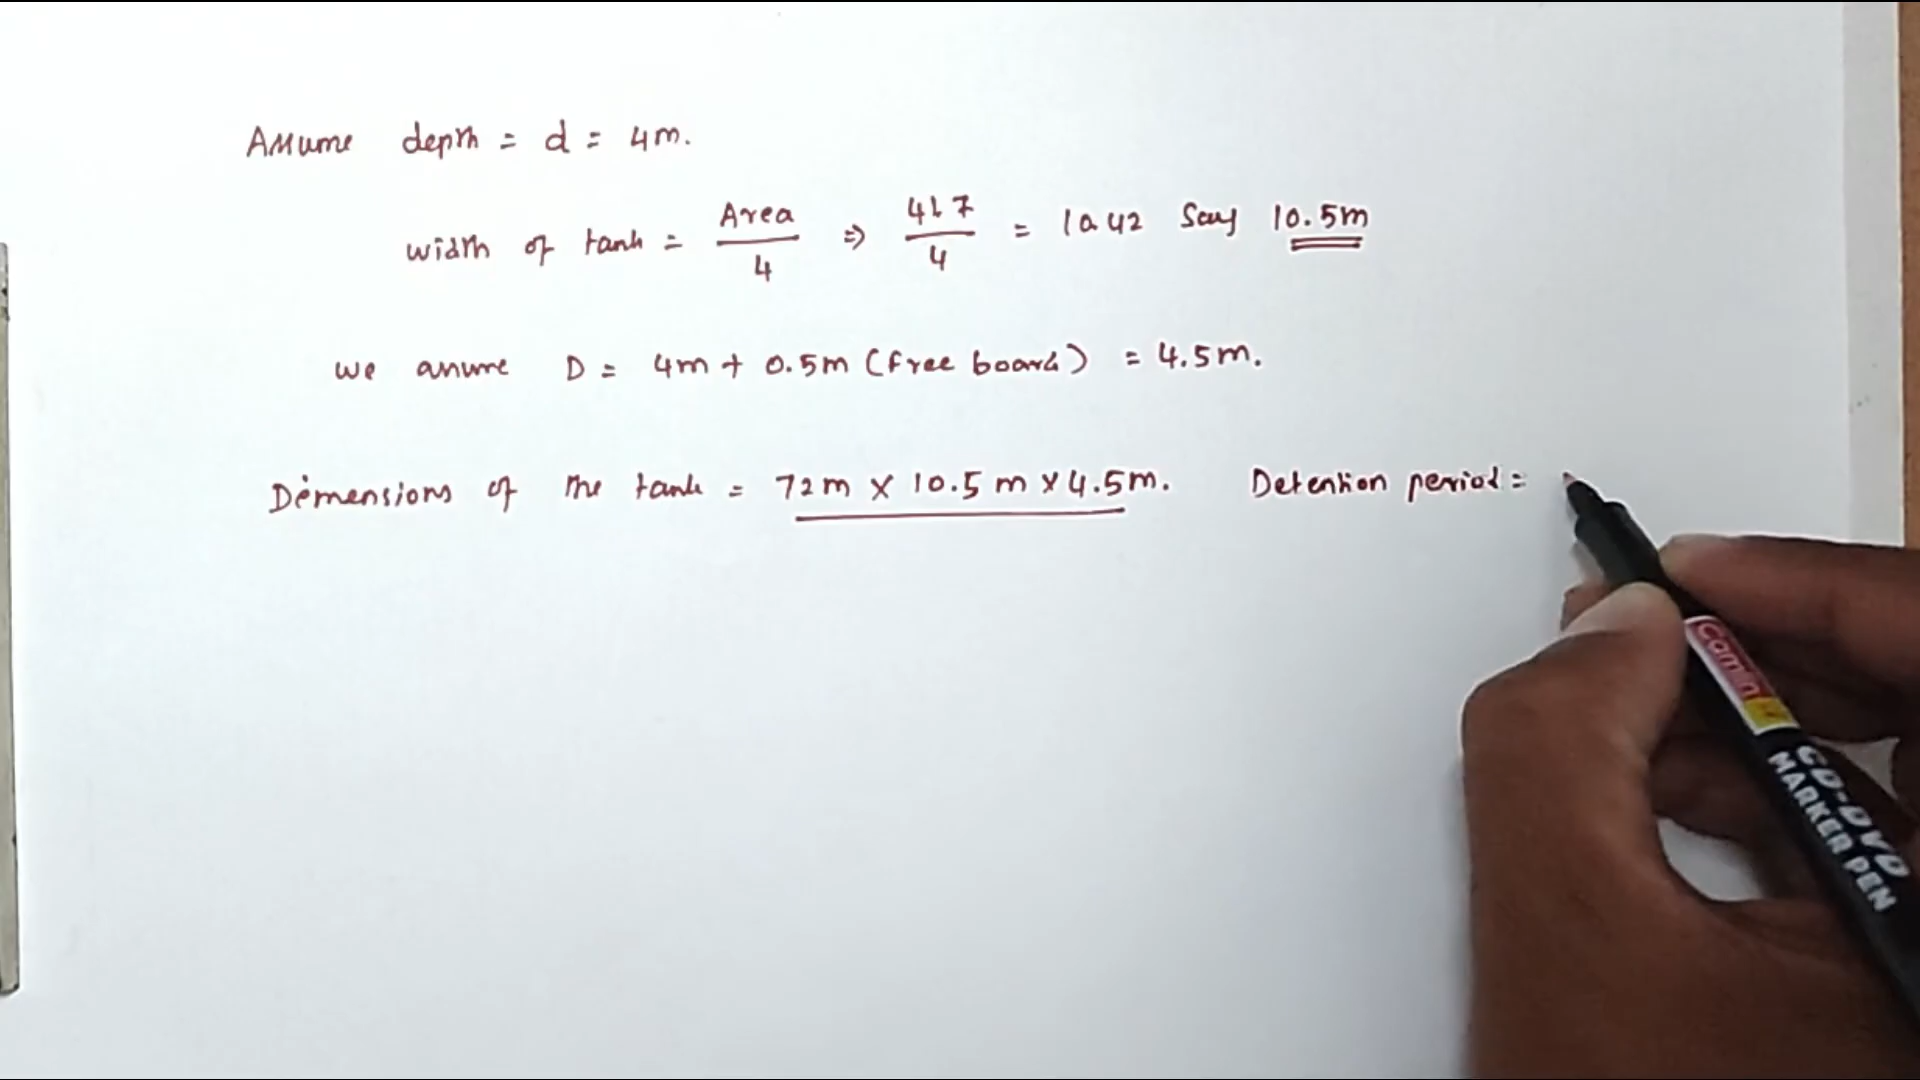 Assume depth = d = 4m.
width of tank = Area / 4 ⇒ 417 / 4 = 10.42 Say 10.5m
we assume D = 4m + 0.5m (free board) = 4.5m.
Dimensions of the tank = 72m x 10.5m x 4.5m. Detention period =
Camlin
CD-DVD
MARKER PEN